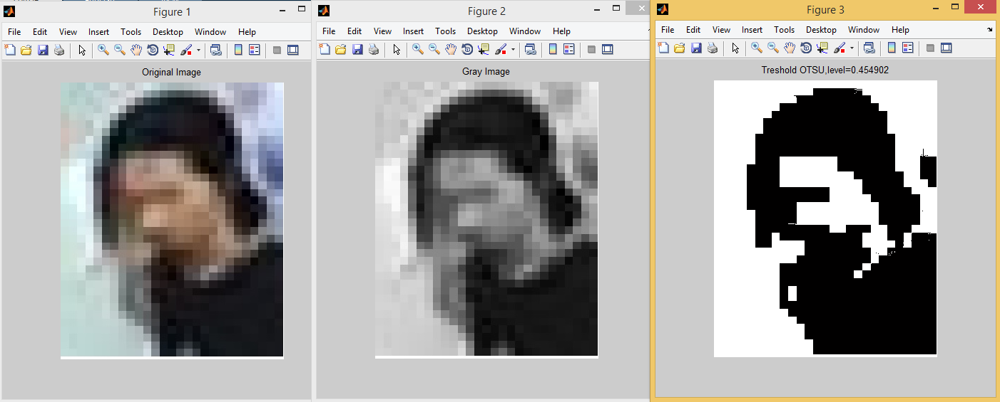 Figure 1
File Edit View Insert Tools Desktop Window Help
Original Image
Figure 2
File Edit View Insert Tools Desktop Window Help
Gray Image
Figure 3
File Edit View Insert Tools Desktop Window Help
Treshold OTSU,level=0.454902